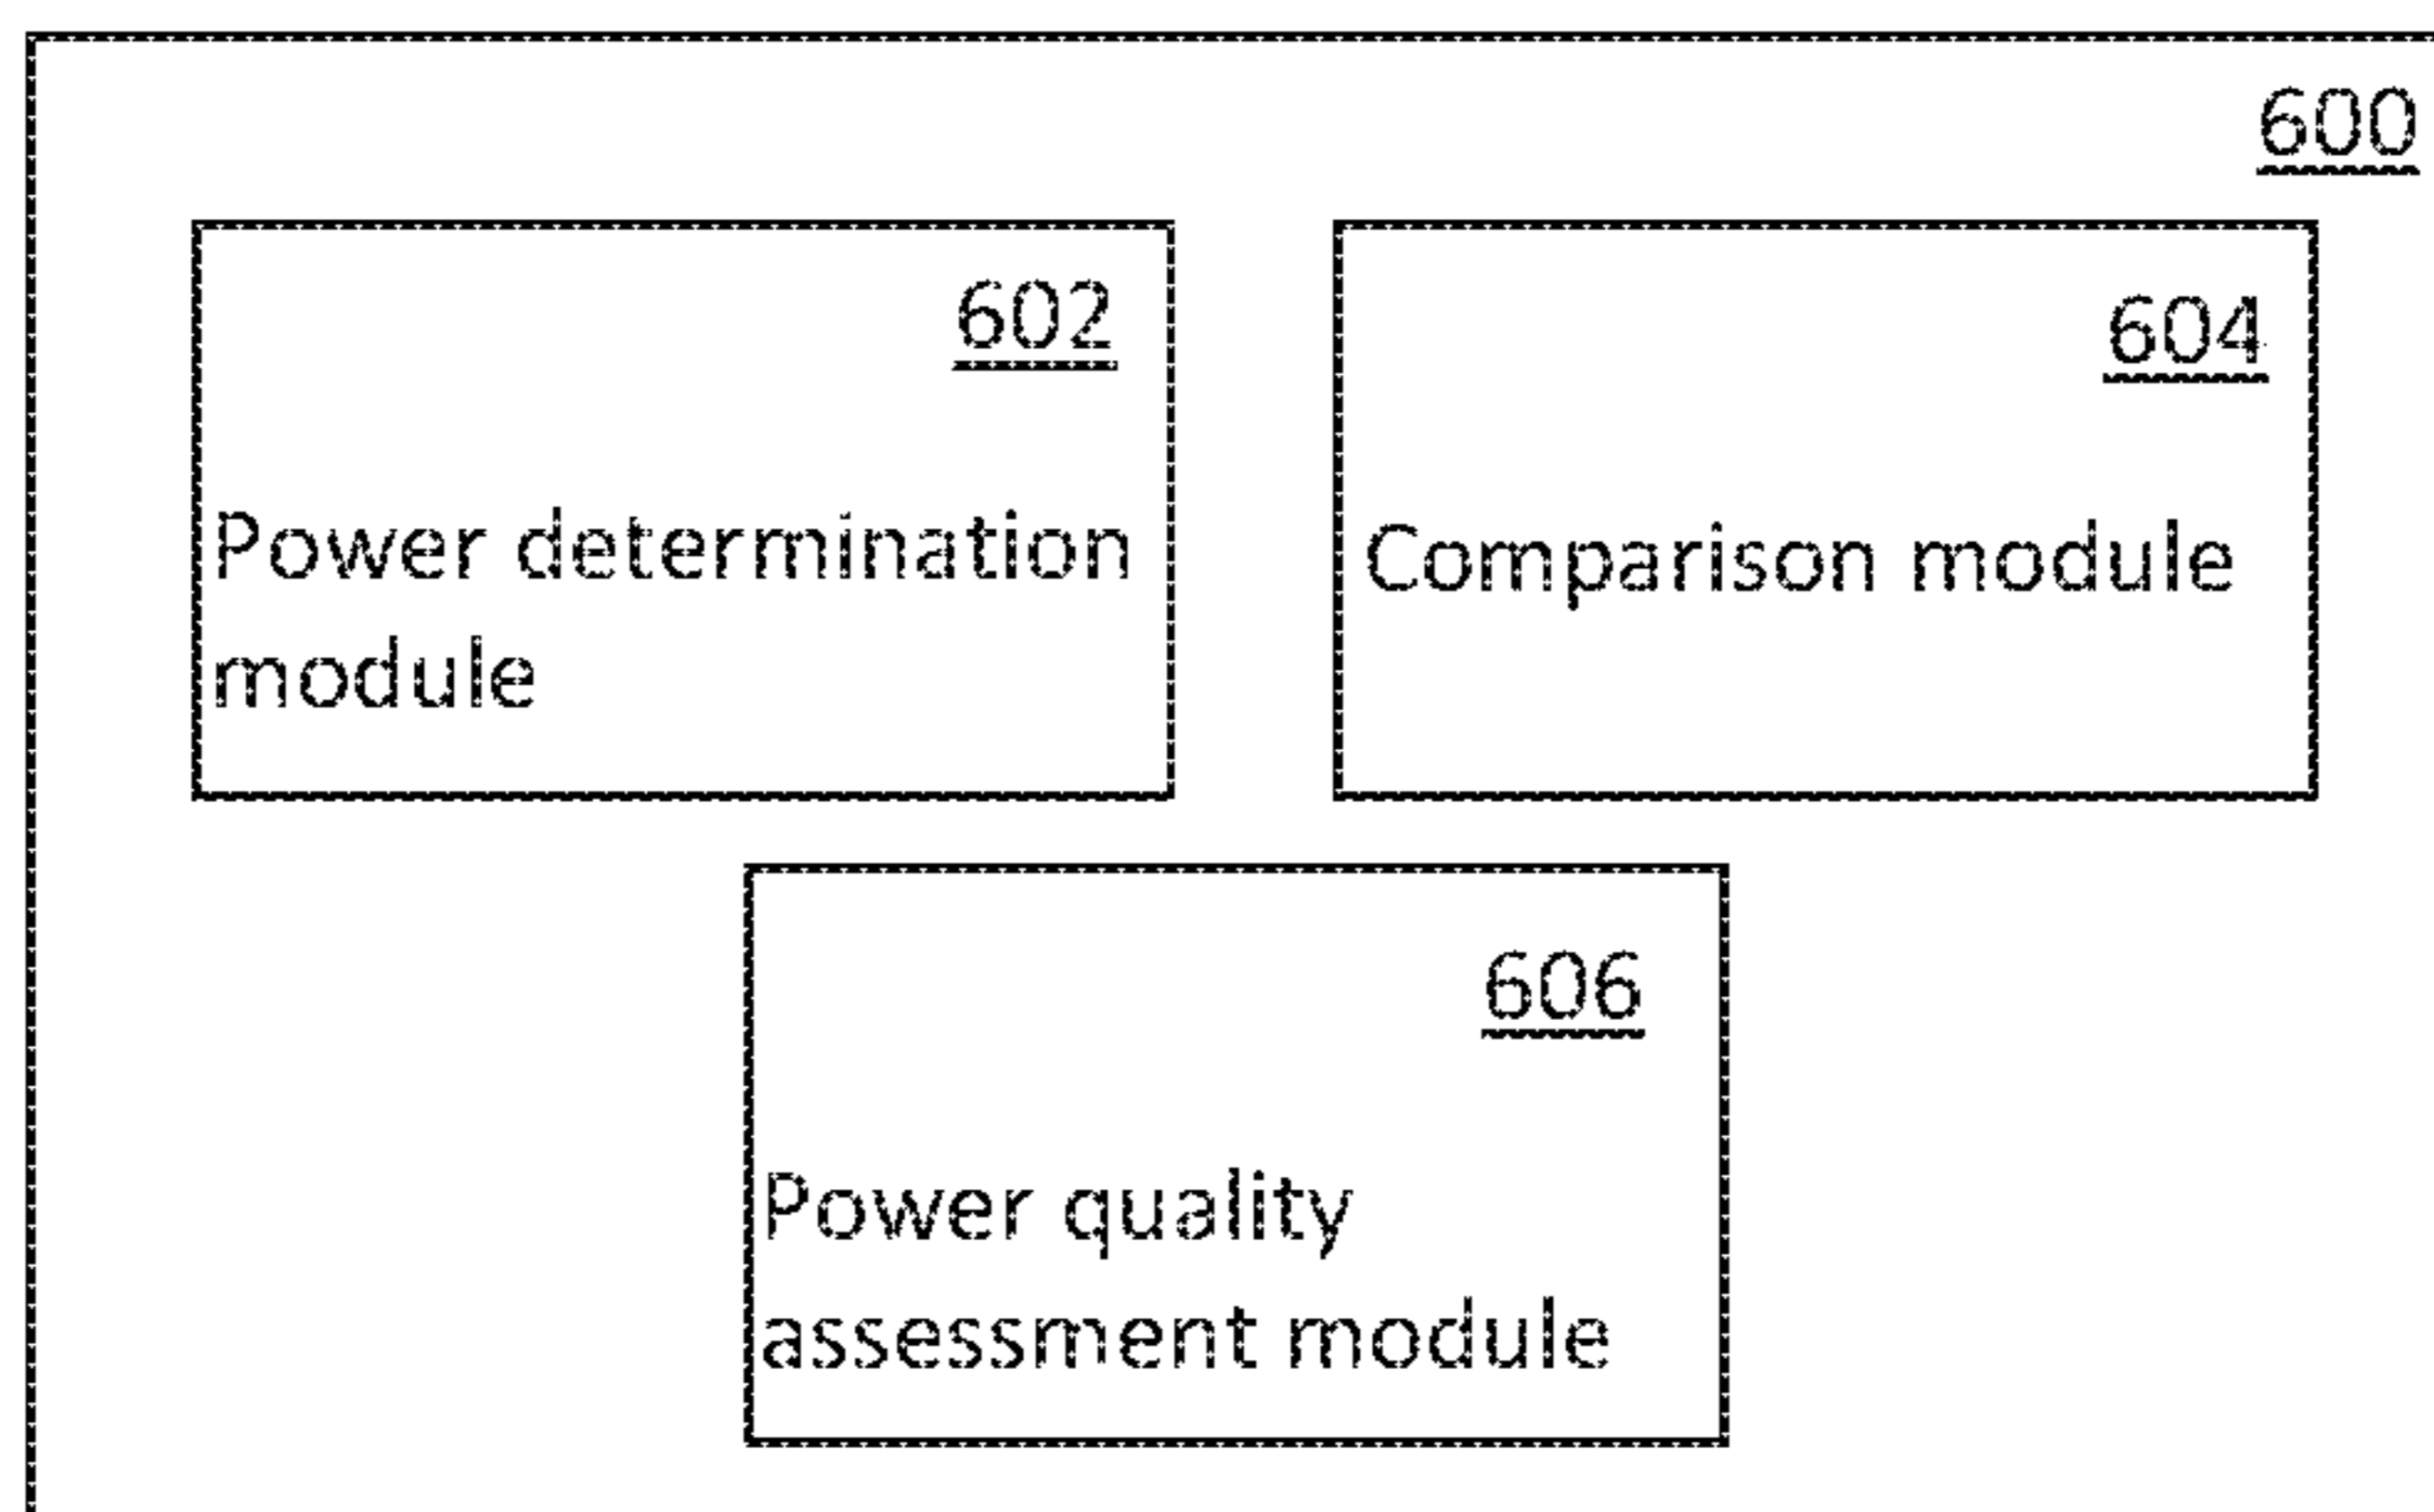 600
602
Power determination
module
604
Comparison module
606
Power quality
assessment module